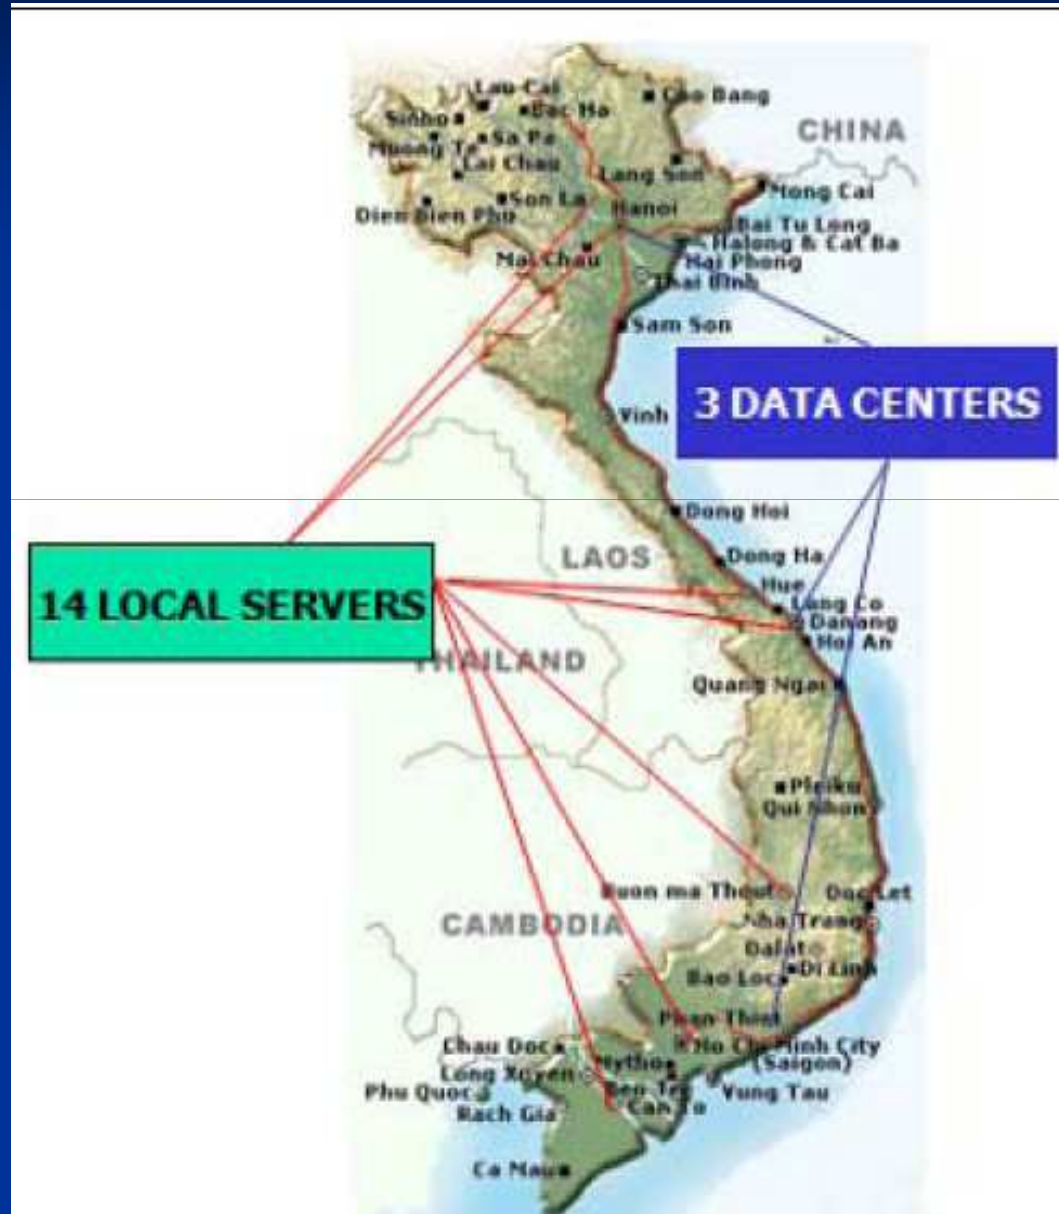 Lau Cai
Bac Ha
Cao Bang
Sinho
CHINA
Muong Te
Sa Pa
Lai Chau
Lang Son
Mong Cai
Son La
Hanoi
Dien Bien Phu
Bai Tu Long
Halong & Cat Ba
Mai Chau
Hai Phong
Thai Binh
Sam Son
3 DATA CENTERS
Vinh
Dong Hoi
LAOS
Dong Ha
Hue
14 LOCAL SERVERS
Lang Co
Danang
Hoi An
THAILAND
Quang Ngai
Pleiku
Qui Nhon
Buon ma Thout
Doc Let
CAMBODIA
Nha Trang
Dalat
Di Linh
Bao Loc
Phan Thiet
Ho Chi Minh City
(Saigon)
Chau Doc
Mytho
Long Xuyen
Ben Tre
Vung Tau
Phu Quoc
Can To
Rach Gia
Ca Mau